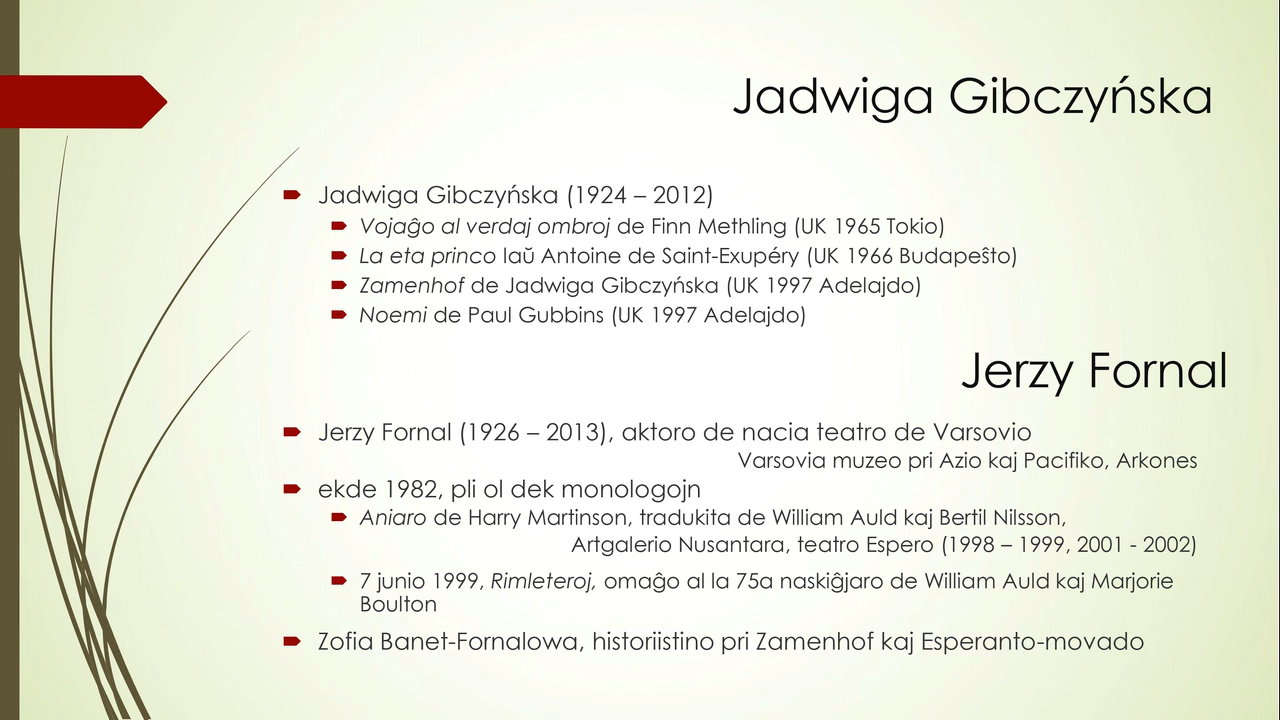 Jadwiga Gibczyńska
Jadwiga Gibczyńska (1924 – 2012)
Vojaĝo al verdaj ombroj de Finn Methling (UK 1965 Tokio)
La eta princo laŭ Antoine de Saint-Exupéry (UK 1966 Budapeŝto)
Zamenhof de Jadwiga Gibczyńska (UK 1997 Adelajdo)
Noemi de Paul Gubbins (UK 1997 Adelajdo)
Jerzy Fornal
Jerzy Fornal (1926 – 2013), aktoro de nacia teatro de Varsovio
Varsovia muzeo pri Azio kaj Pacifiko, Arkones
ekde 1982, pli ol dek monologojn
Aniaro de Harry Martinson, tradukita de William Auld kaj Bertil Nilsson,
Artgalerio Nusantara, teatro Espero (1998 – 1999, 2001 - 2002)
7 junio 1999, Rimleteroj, omaĝo al la 75a naskiĝjaro de William Auld kaj Marjorie
Boulton
Zofia Banet-Fornalowa, historiistino pri Zamenhof kaj Esperanto-movado